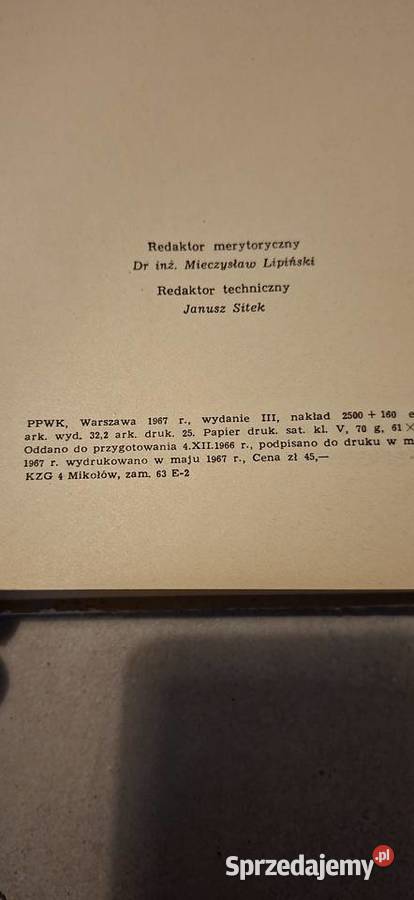 Redaktor merytoryczny
Dr inż. Mieczysław Lipiński
Redaktor techniczny
Janusz Sitek
PPWK, Warszawa 1967 r., wydanie III, nakład 2500 + 160 e
ark. wyd. 32,2 ark. druk. 25. Papier druk. sat. kl. V, 70 g, 61 ×
Oddano do przygotowania 4.XII.1966 r., podpisano do druku w m
1967 r. wydrukowano w maju 1967 r., Cena zł 45,—
KZG 4 Mikołów, zam. 63 E-2
Sprzedajemy.pl